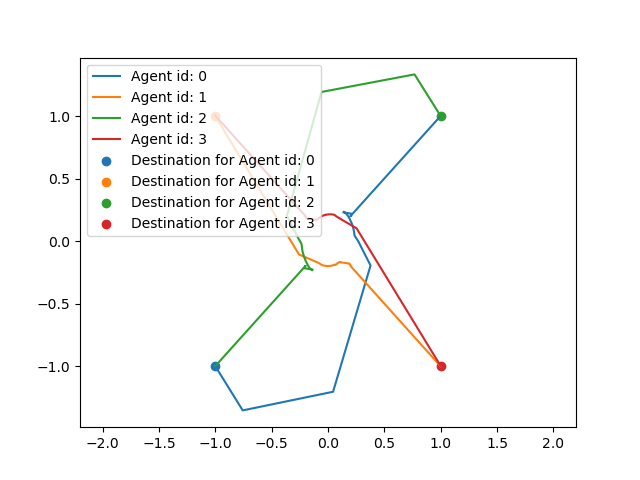 Agent id: 0
Agent id: 1
Agent id: 2
Agent id: 3
Destination for Agent id: 0
Destination for Agent id: 1
Destination for Agent id: 2
Destination for Agent id: 3
1.0
0.5
0.0
−0.5
−1.0
−2.0 −1.5 −1.0 −0.5 0.0 0.5 1.0 1.5 2.0